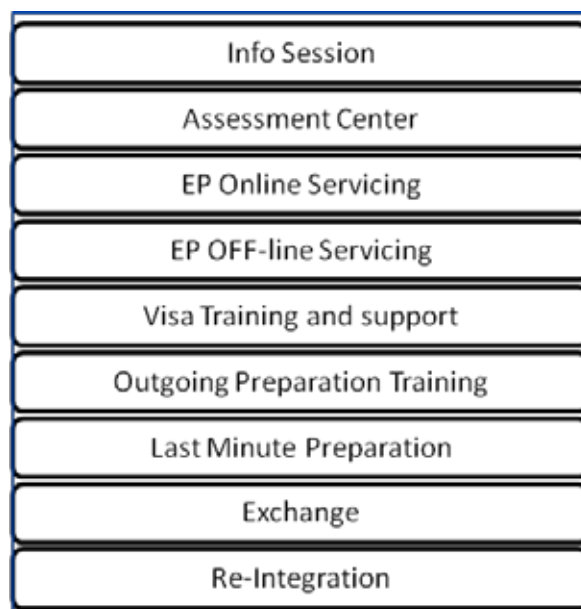 Info Session
Assessment Center
EP Online Servicing
EP OFF-line Servicing
Visa Training and support
Outgoing Preparation Training
Last Minute Preparation
Exchange
Re-Integration